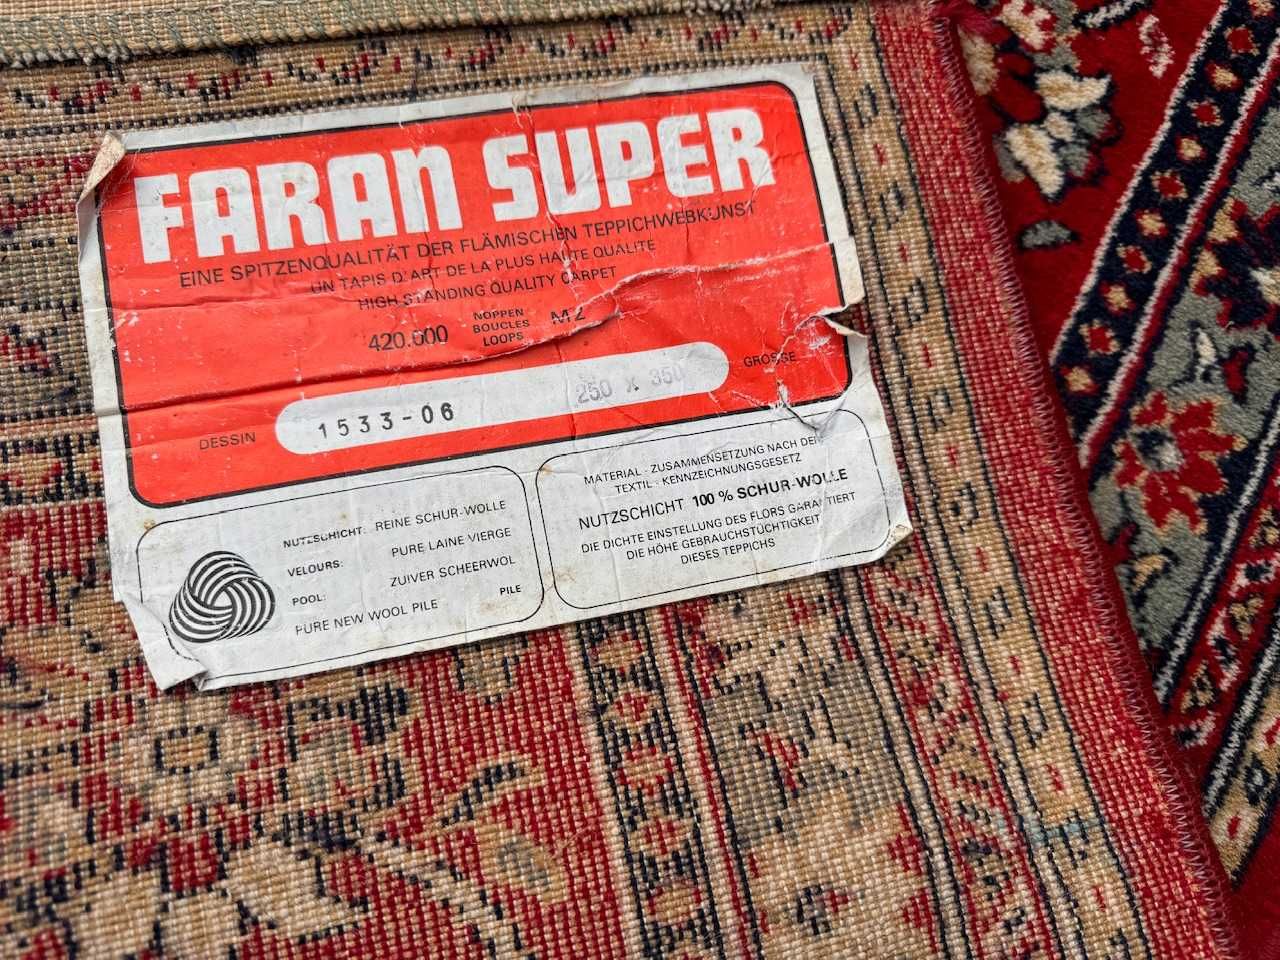 FARAN SUPER
EINE SPITZENQUALITÄT DER FLÄMISCHEN TEPPICHWEBKUNST
UN TAPIS D'ART DE LA PLUS HAUTE QUALITE
HIGH STANDING QUALITY CARPET
420.000 NOPPEN BOUCLES LOOPS M2
DESSIN 1533-06 250 X 350 GRÖSSE
NUTZSCHICHT: REINE SCHUR-WOLLE
VELOURS: PURE LAINE VIERGE
POOL: ZUIVER SCHEERWOL
PURE NEW WOOL PILE PILE
MATERIAL - ZUSAMMENSETZUNG NACH DEM
TEXTIL - KENNZEICHNUNGSGESETZ
NUTZSCHICHT 100 % SCHUR-WOLLE
DIE DICHTE EINSTELLUNG DES FLORS GARANTIERT
DIE HÖHE GEBRAUCHSTÜCHTIGKEIT
DIESES TEPPICHS